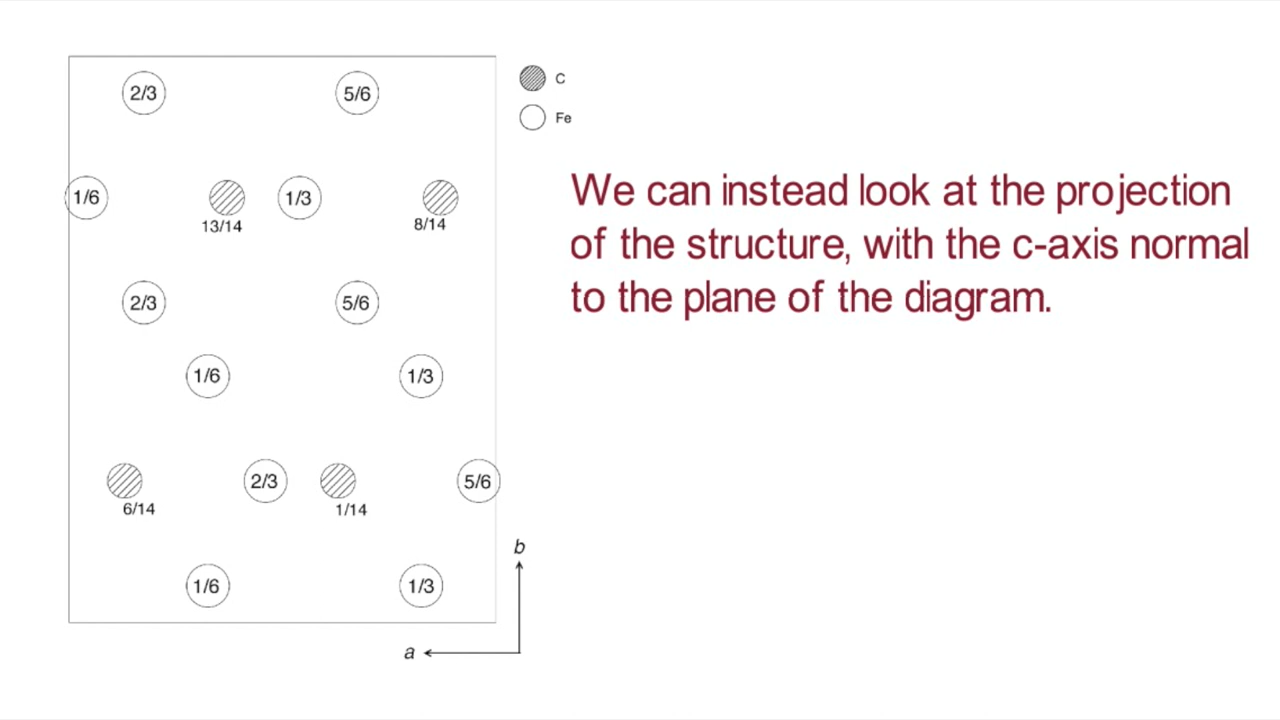 2/3 5/6
C
Fe
1/6 1/3
13/14 8/14
We can instead look at the projection
of the structure, with the c-axis normal
to the plane of the diagram.
2/3 5/6
1/6 1/3
2/3 5/6
6/14 1/14
1/6 1/3
b
a